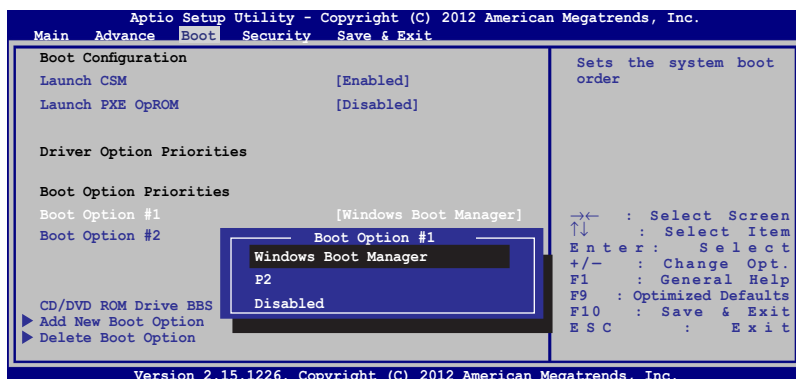 Aptio Setup Utility - Copyright (C) 2012 American Megatrends, Inc.
Main Advance Boot Security Save & Exit
Boot Configuration
Launch CSM [Enabled]
Launch PXE OpROM [Disabled]
Driver Option Priorities
Boot Option Priorities
Boot Option #1 [Windows Boot Manager]
Boot Option #2
CD/DVD ROM Drive BBS
Add New Boot Option
Delete Boot Option
Boot Option #1
Windows Boot Manager
P2
Disabled
Sets the system boot
order
→← : Select Screen
↑↓ : Select Item
Enter: Select
+/— : Change Opt.
F1 : General Help
F9 : Optimized Defaults
F10 : Save & Exit
ESC : Exit
Version 2.15.1226. Copyright (C) 2012 American Megatrends, Inc.